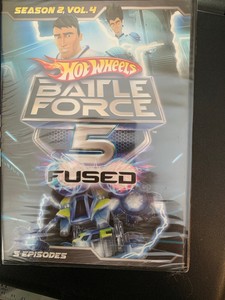 SEASON 2, VOL. 4
HOT WHEELS
BATTLE
FORCE
5
FUSED
5 EPISODES